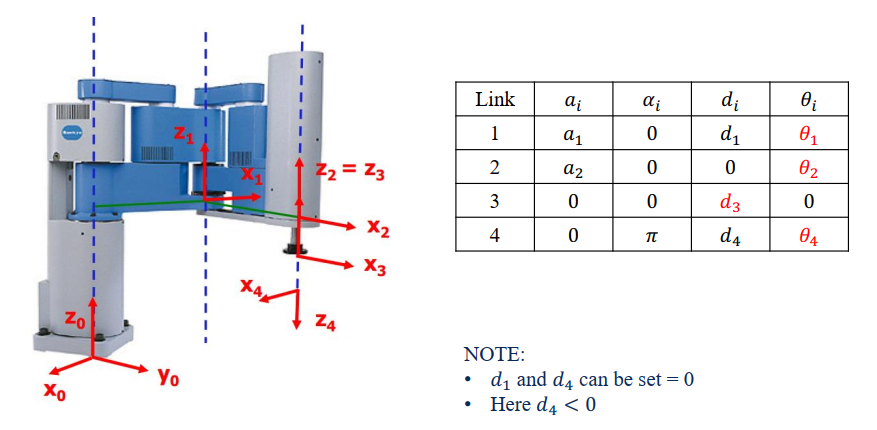 z₁
x₁
z₂ = z₃
x₂
x₃
x₄
z₄
z₀
x₀
y₀
Link aᵢ αᵢ dᵢ θᵢ
1 a₁ 0 d₁ θ₁
2 a₂ 0 0 θ₂
3 0 0 d₃ 0
4 0 π d₄ θ₄
NOTE:
• d₁ and d₄ can be set = 0
• Here d₄ < 0